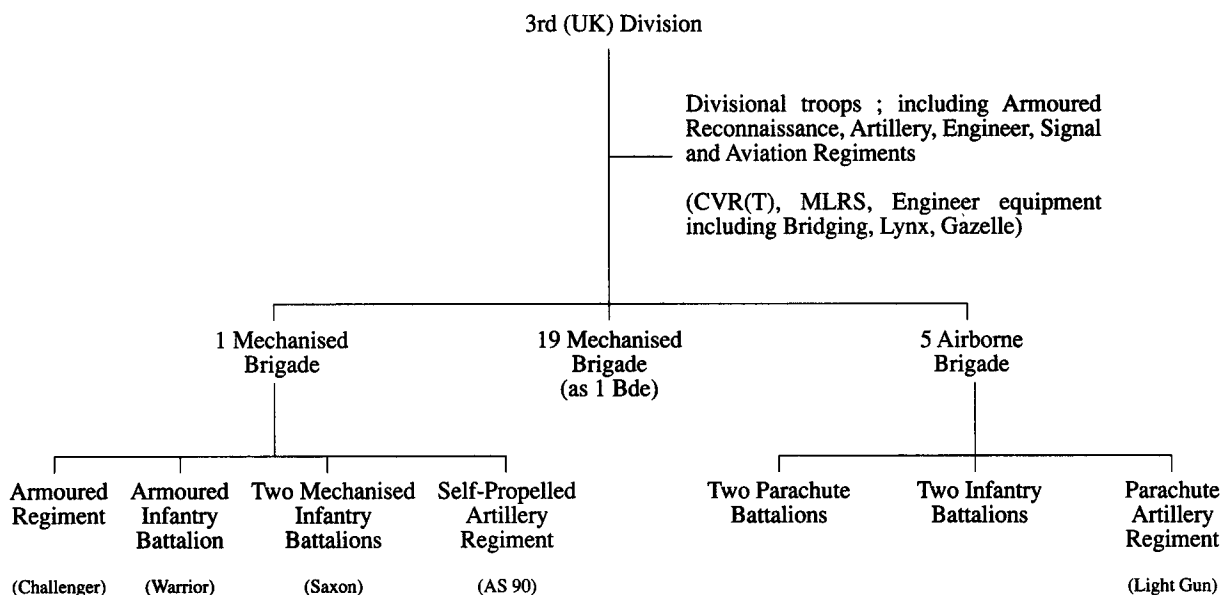 3rd (UK) Division
Divisional troops ; including Armoured
Reconnaissance, Artillery, Engineer, Signal
and Aviation Regiments
(CVR(T), MLRS, Engineer equipment
including Bridging, Lynx, Gazelle)
1 Mechanised
Brigade
19 Mechanised
Brigade
(as 1 Bde)
5 Airborne
Brigade
Armoured
Regiment
(Challenger)
Armoured
Infantry
Battalion
(Warrior)
Two Mechanised
Infantry
Battalions
(Saxon)
Self-Propelled
Artillery
Regiment
(AS 90)
Two Parachute
Battalions
Two Infantry
Battalions
Parachute
Artillery
Regiment
(Light Gun)